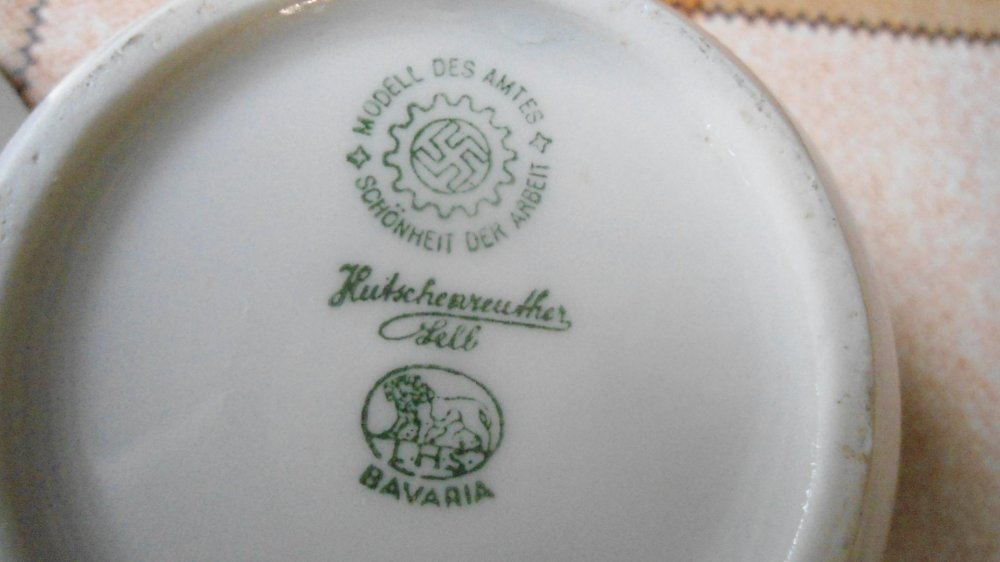 MODELL DES AMTES
SCHÖNHEIT DER ARBEIT
Hutschenreuther
Selb
L.H.S.
BAVARIA